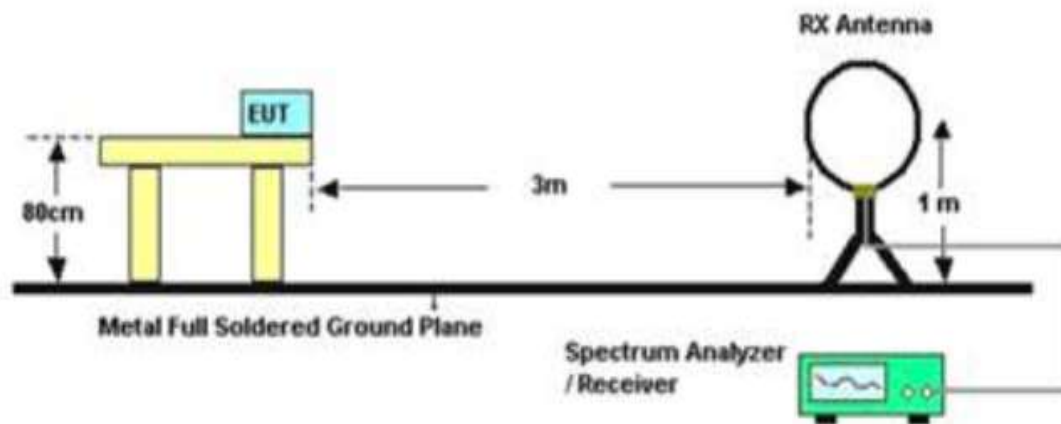 RX Antenna
EUT
80cm
3m
1 m
Metal Full Soldered Ground Plane
Spectrum Analyzer
/ Receiver